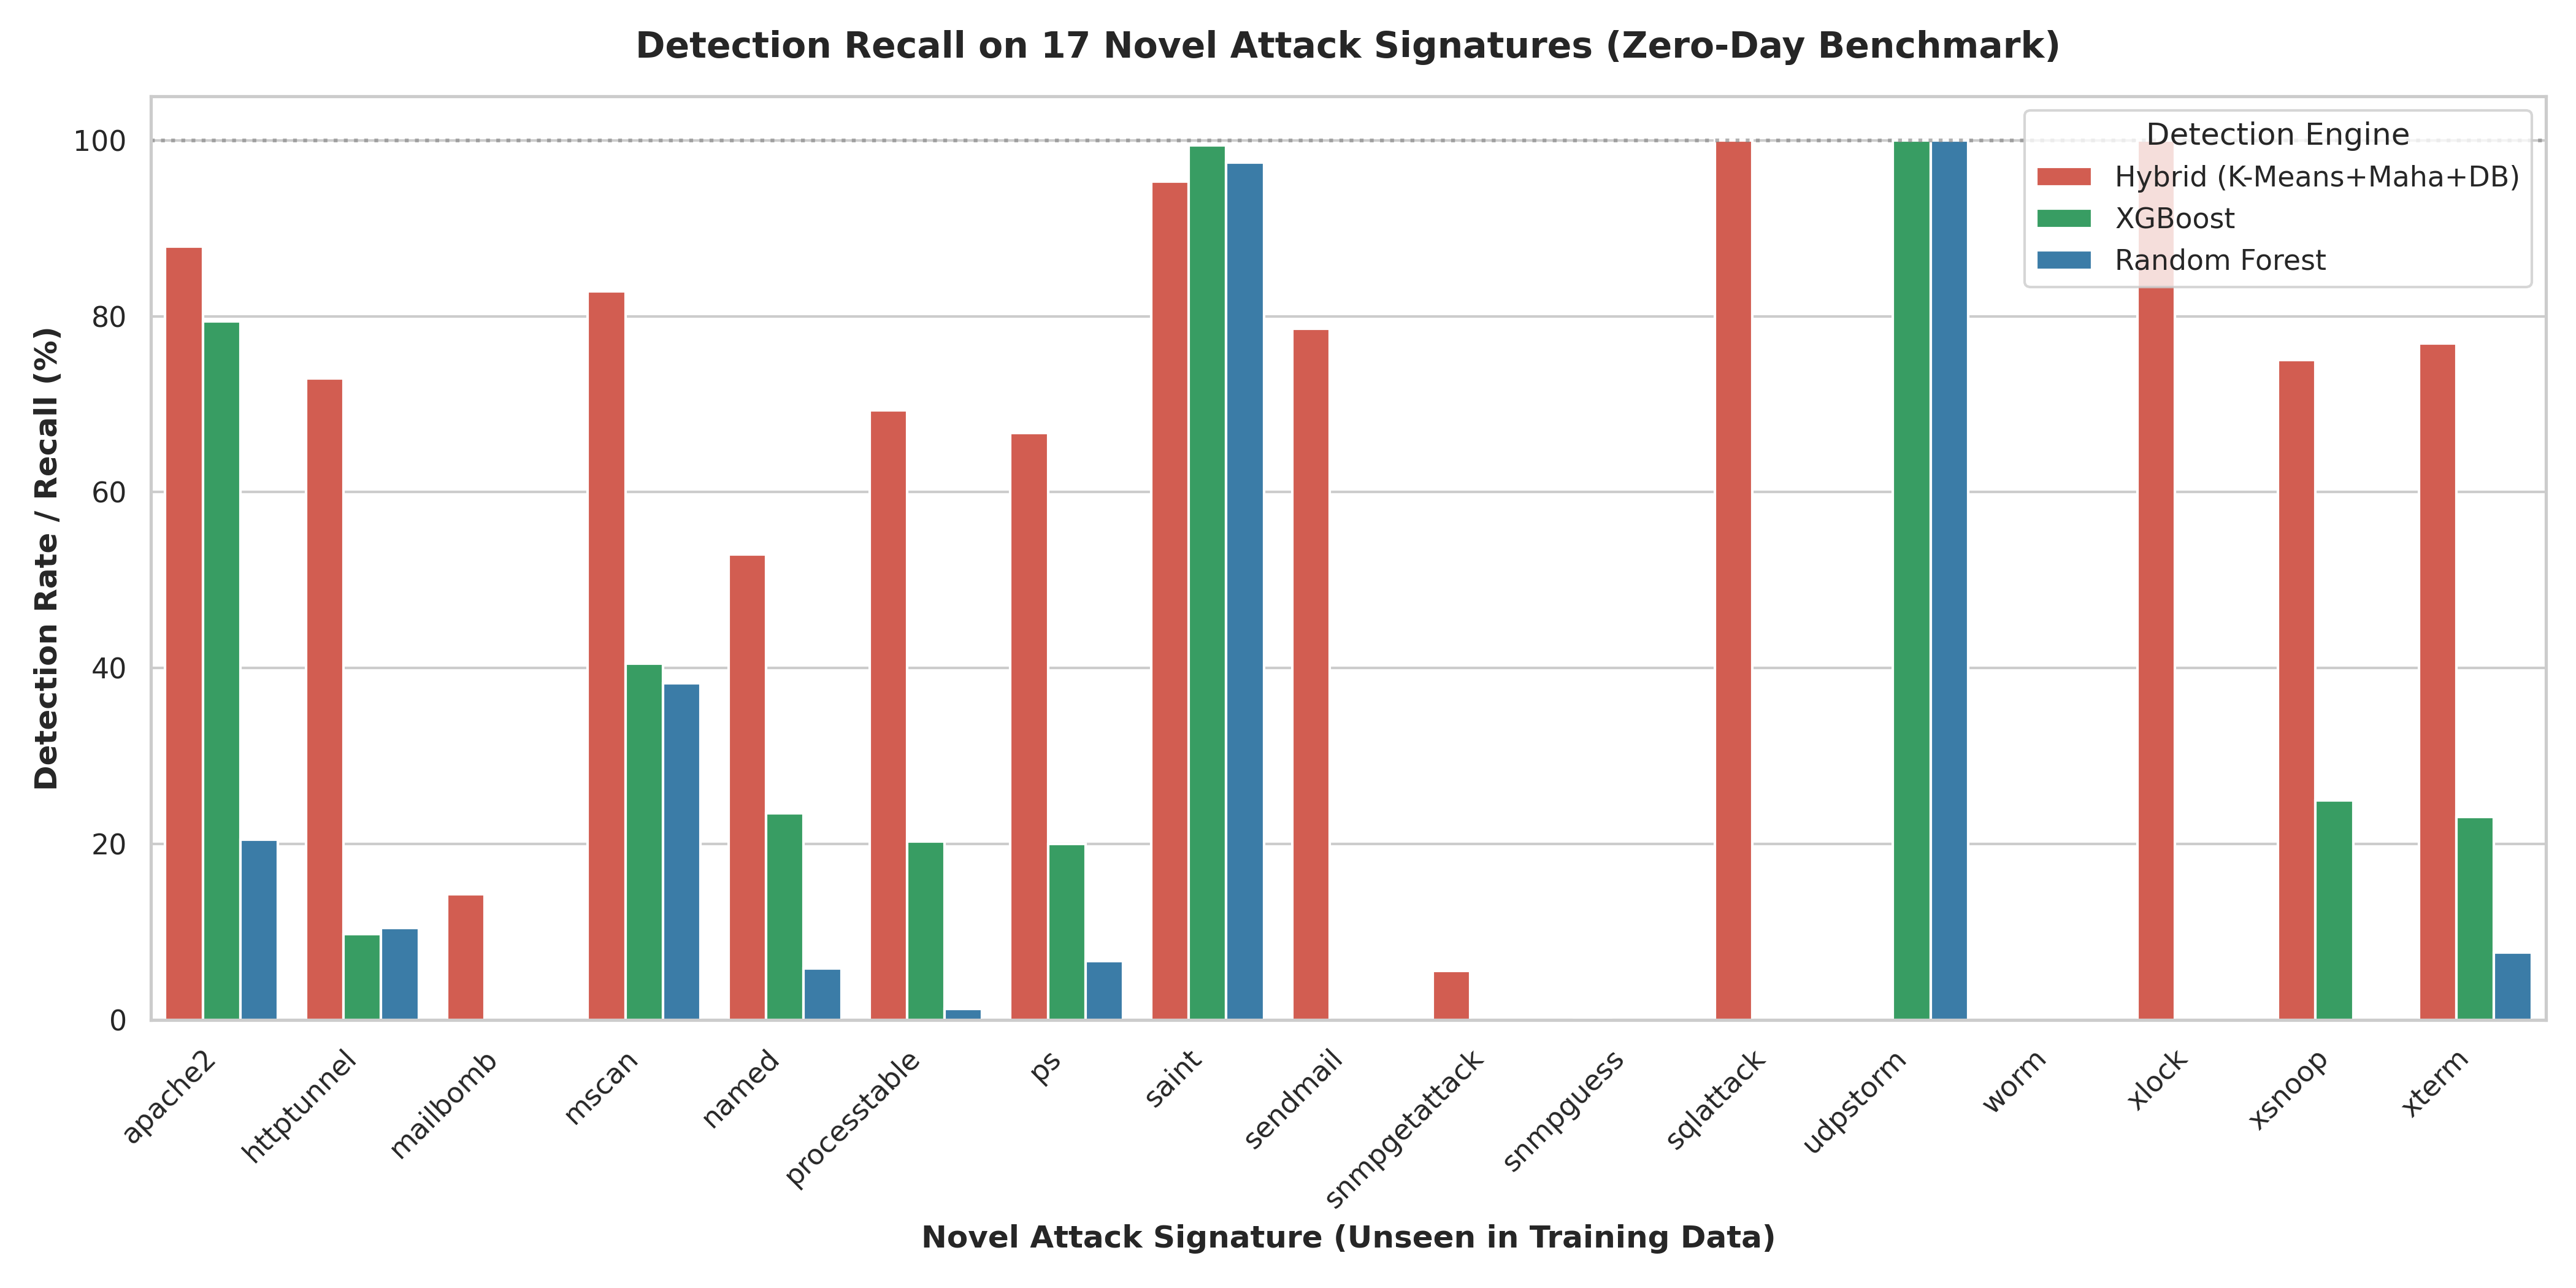 Detection Recall on 17 Novel Attack Signatures (Zero-Day Benchmark)
Detection Engine
Hybrid (K-Means+Maha+DB)
XGBoost
Random Forest
Detection Rate / Recall (%)
100
80
60
40
20
0
apache2
httptunnel
mailbomb
mscan
named
processtable
ps
saint
sendmail
snmpgetattack
snmpguess
sqlattack
udpstorm
worm
xlock
xsnoop
xterm
Novel Attack Signature (Unseen in Training Data)